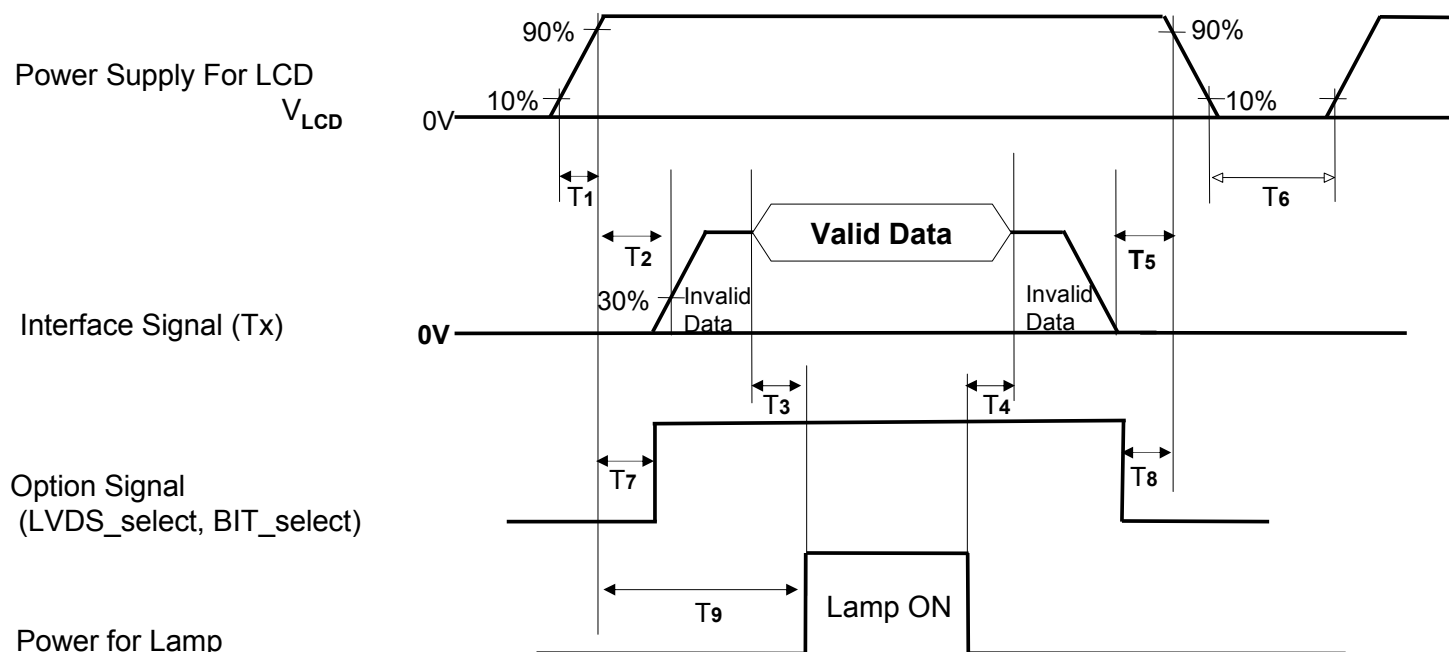 90%
90%
Power Supply For LCD
10%
10%
VLCD
0V
T1
T6
Valid Data
T2
T5
30%
Invalid
Data
Invalid
Data
Interface Signal (Tx)
0V
T3
T4
T7
T8
Option Signal
(LVDS_select, BIT_select)
T9
Lamp ON
Power for Lamp